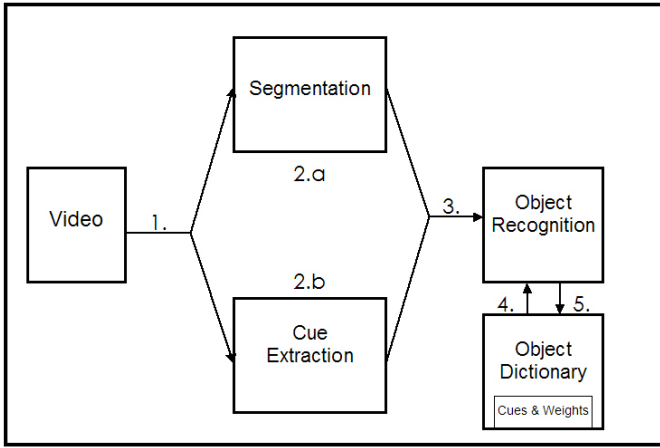 Segmentation
2.a
Video
1.
3.
Object
Recognition
2.b
Cue
Extraction
4.
5.
Object
Dictionary
Cues & Weights